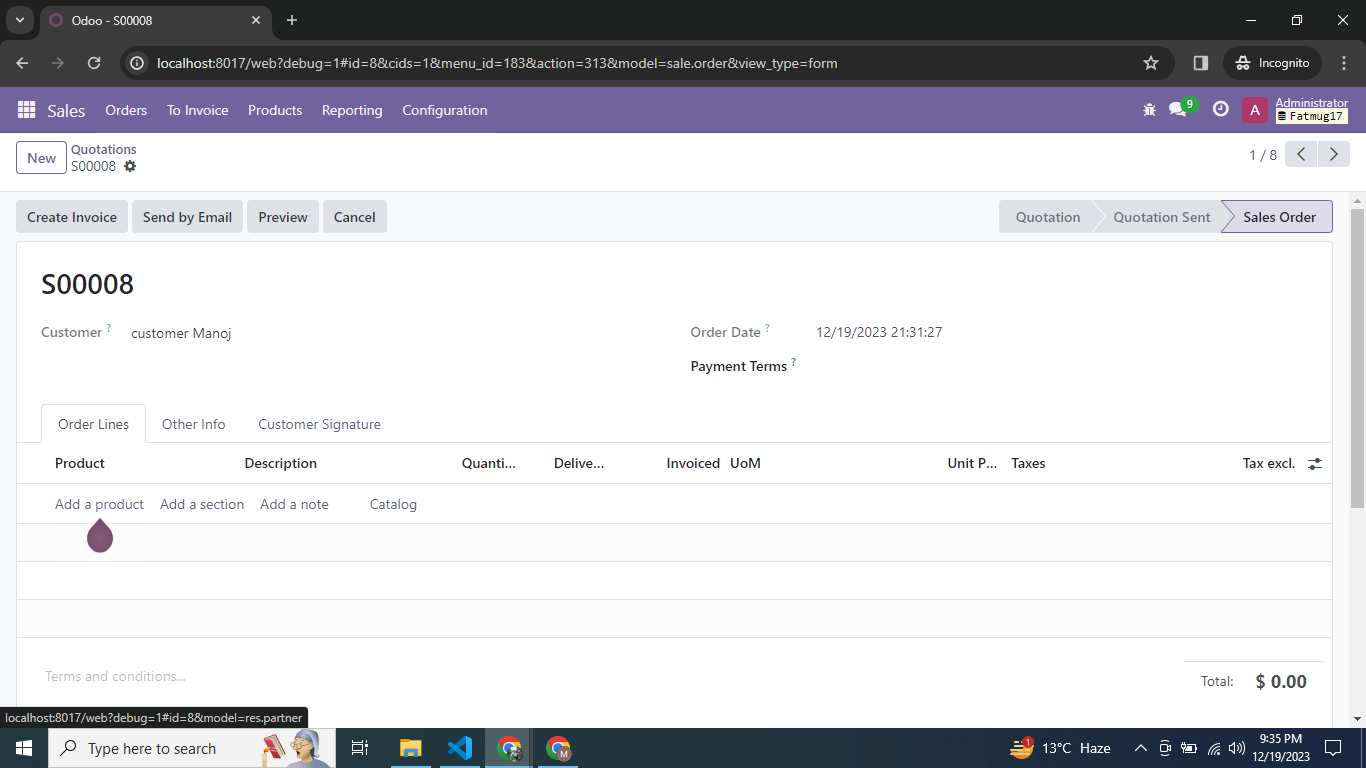 Odoo - S00008
localhost:8017/web?debug=1#id=8&cids=1&menu_id=183&action=313&model=sale.order&view_type=form
Incognito
Sales Orders To Invoice Products Reporting Configuration
9
A
Administrator
Fatmug17
New
Quotations
S00008
1 / 8
Create Invoice Send by Email Preview Cancel
Quotation Quotation Sent Sales Order
S00008
Customer ? customer Manoj
Order Date ? 12/19/2023 21:31:27
Payment Terms ?
Order Lines Other Info Customer Signature
Product Description Quanti... Delive... Invoiced UoM Unit P... Taxes Tax excl.
Add a product Add a section Add a note Catalog
Terms and conditions...
Total: $ 0.00
localhost:8017/web?debug=1#id=8&model=res.partner
Type here to search
M
1
13°C Haze
9:35 PM
12/19/2023